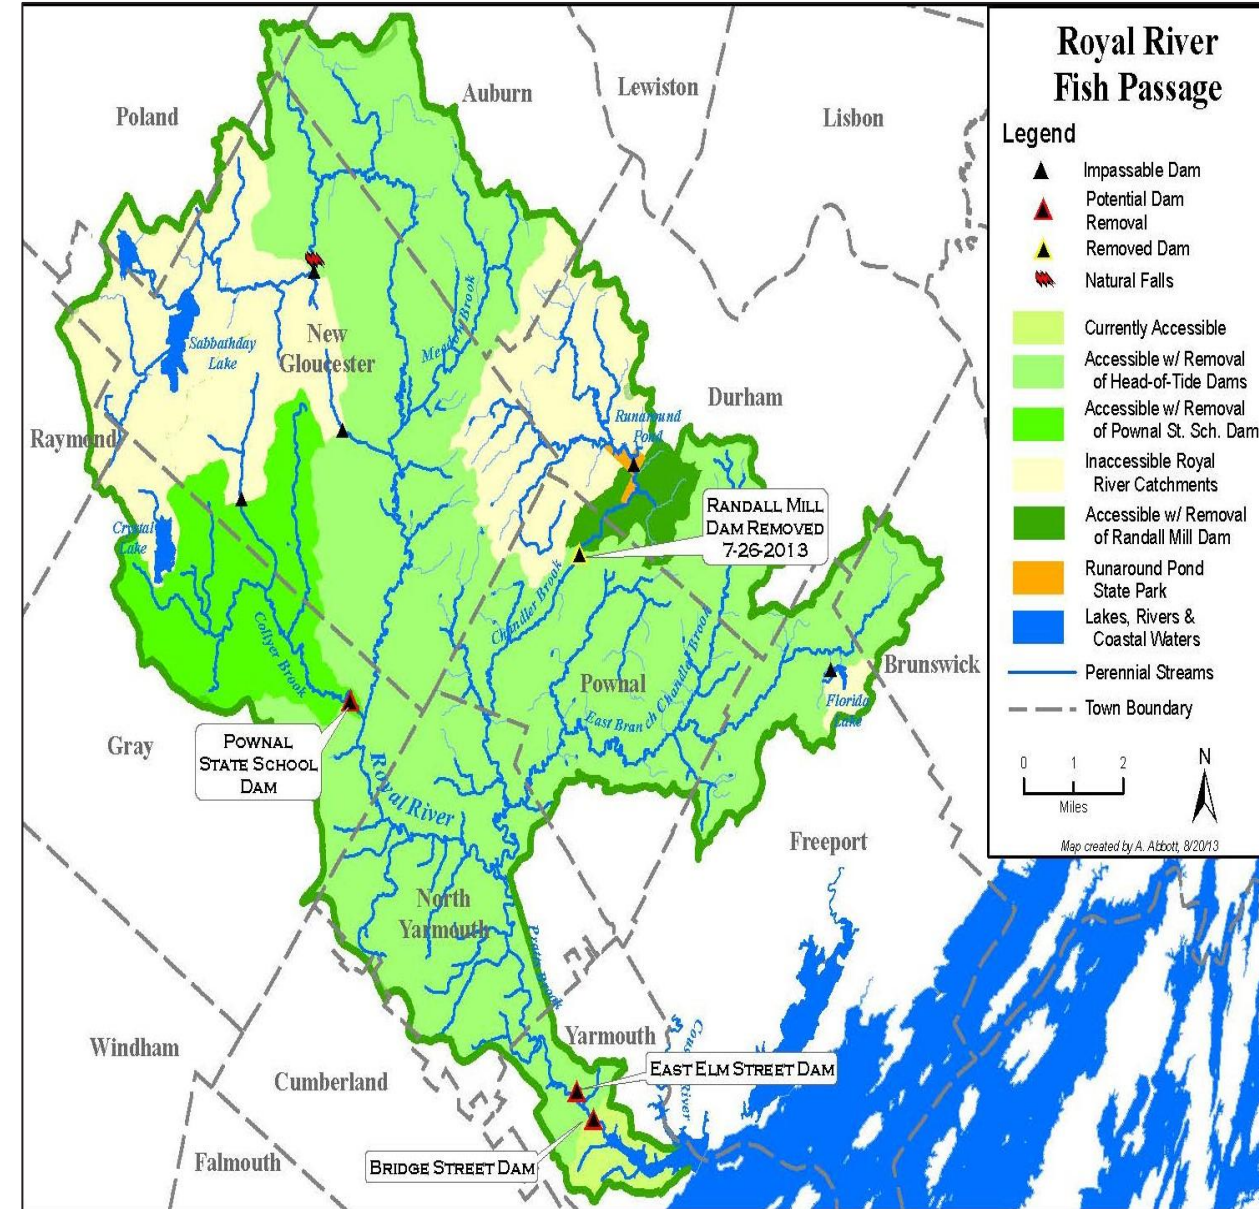 Royal River
Fish Passage
Legend
Impassable Dam
Potential Dam
Removal
Removed Dam
Natural Falls
Currently Accessible
Accessible w/ Removal
of Head-of-Tide Dams
Accessible w/ Removal
of Pownal St. Sch. Dam
Inaccessible Royal
River Catchments
Accessible w/ Removal
of Randall Mill Dam
Runaround Pond
State Park
Lakes, Rivers &
Coastal Waters
Perennial Streams
Town Boundary
0 1 2
Miles
N
Map created by A. Abbott, 8/20/13
Poland
Auburn
Lewiston
Lisbon
New
Gloucester
Sabbathday
Lake
Meadow Brook
Durham
Runaround
Pond
Raymond
Crystal
Lake
RANDALL MILL
DAM REMOVED
7-26-2013
Chandler Brook
Collyer Brook
East Branch Chandler Brook
Pownal
Brunswick
Florida
Lake
Gray
POWNAL
STATE SCHOOL
DAM
Royal River
Freeport
North
Yarmouth
Brook
Windham
Yarmouth
River
Cumberland
EAST ELM STREET DAM
Falmouth
BRIDGE STREET DAM